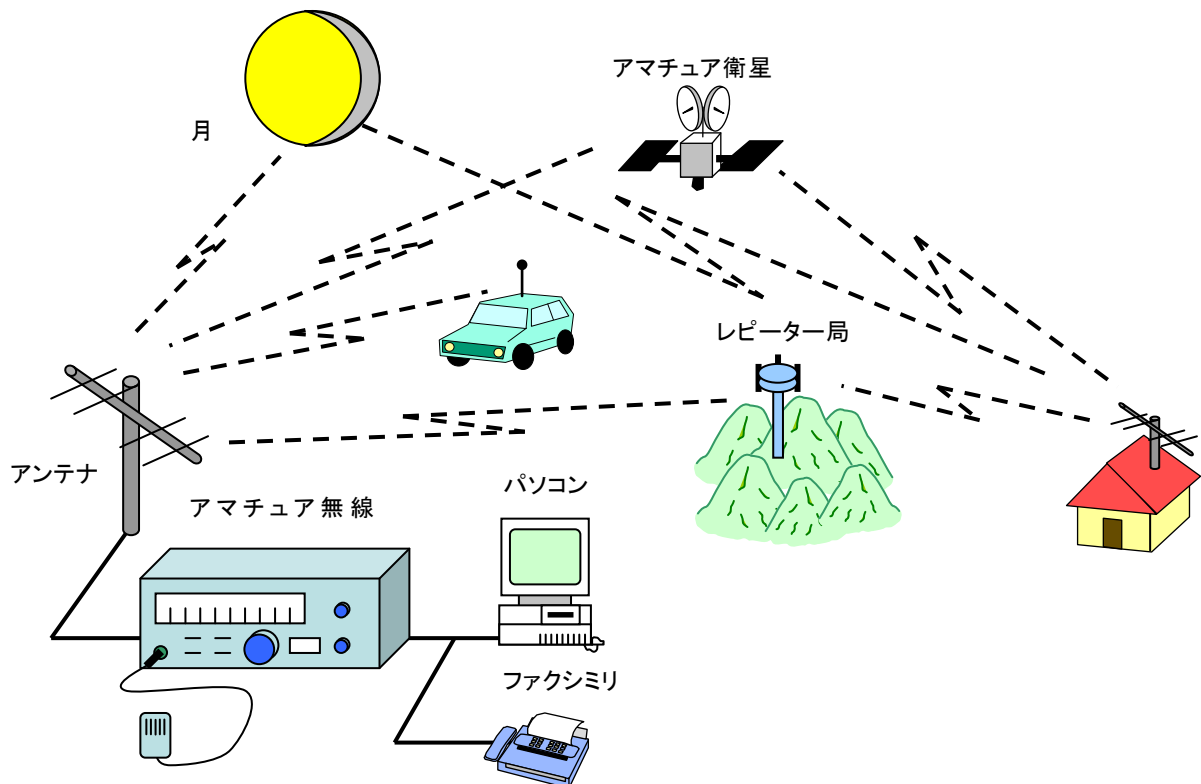 アマチュア衛星
月
レピーター局
アンテナ
アマチュア無線
パソコン
ファクシミリ